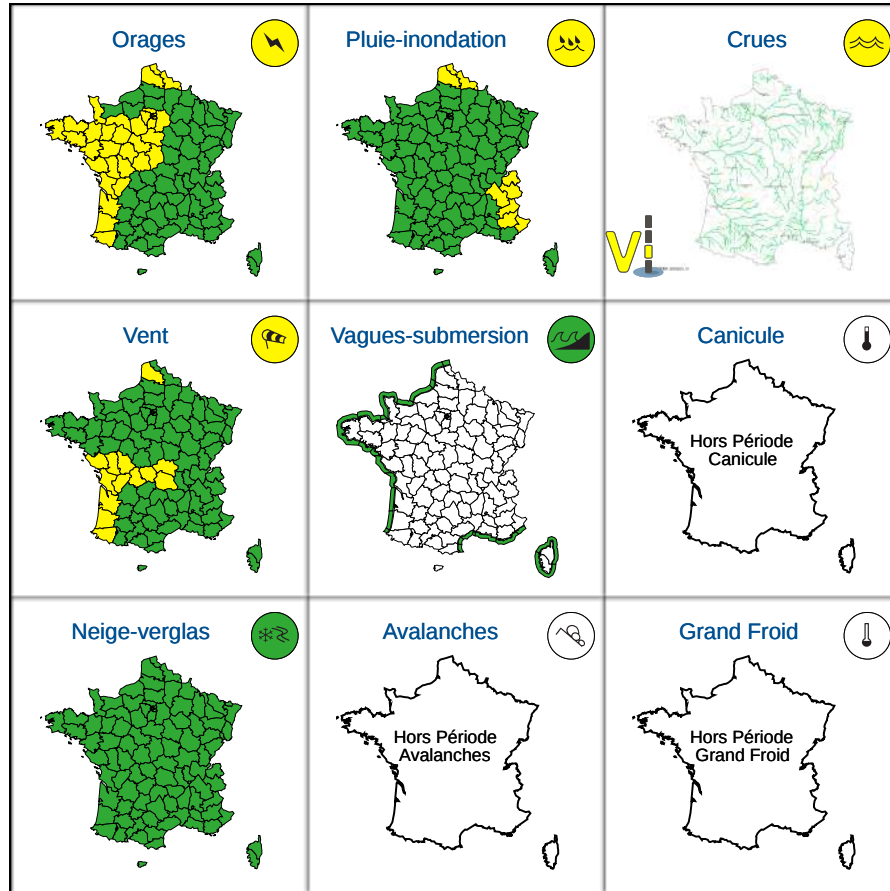 Orages
Pluie-inondation
Crues
Vi
Vent
Vagues-submersion
Canicule
Hors Période
Canicule
Neige-verglas
Avalanches
Hors Période
Avalanches
Grand Froid
Hors Période
Grand Froid